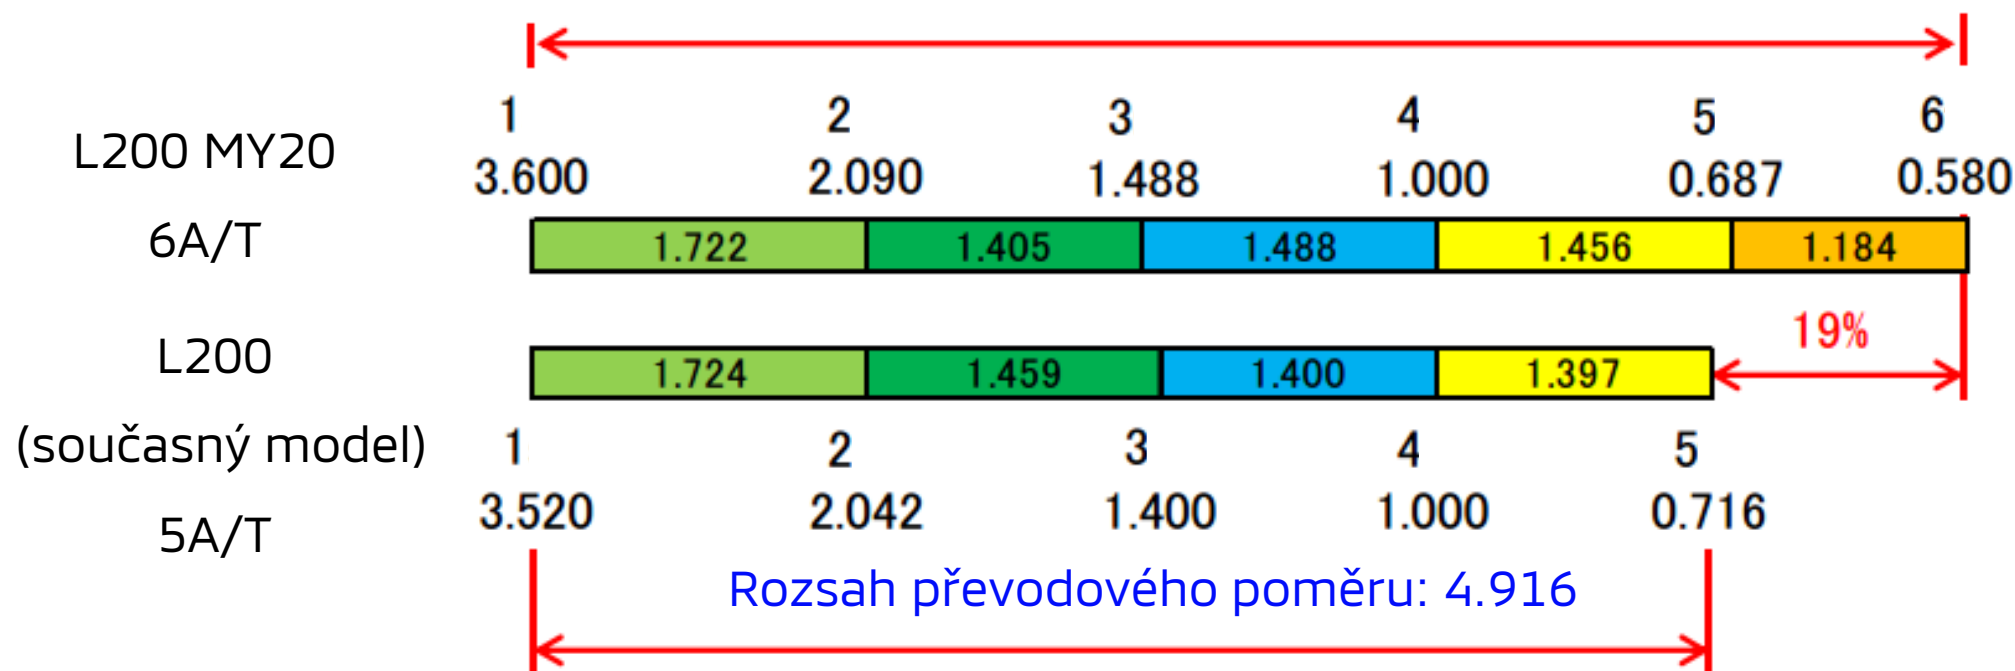 1 2 3 4 5 6
L200 MY20
3.600 2.090 1.488 1.000 0.687 0.580
6A/T
1.722 1.405 1.488 1.456 1.184
19%
L200
1.724 1.459 1.400 1.397
(současný model)
1 2 3 4 5
3.520 2.042 1.400 1.000 0.716
5A/T
Rozsah převodového poměru: 4.916